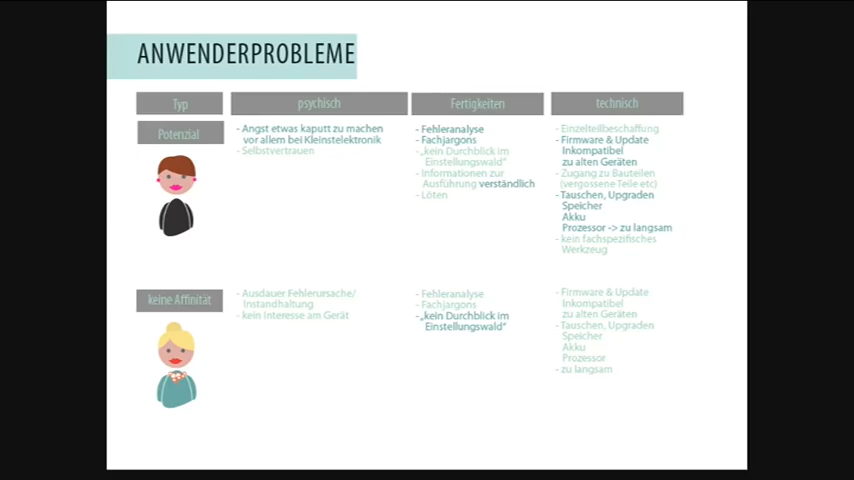 ANWENDERPROBLEME
Typ psychisch Fertigkeiten technisch
Potenzial
- Angst etwas kaputt zu machen
vor allem bei Kleinstelektronik
- Selbstvertrauen
- Fehleranalyse
- Fachjargons
- „kein Durchblick im
Einstellungswald"
- Informationen zur
Ausführung verständlich
- Löten
- Einzelteilbeschaffung
- Firmware & Update
Inkompatibel
zu alten Geräten
- Zugang zu Bauteilen
(vergossene Teile etc)
- Tauschen, Upgraden
Speicher
Akku
Prozessor -> zu langsam
- kein fachspezifisches
Werkzeug
keine Affinität
- Ausdauer Fehlerursache/
Instandhaltung
- kein Interesse am Gerät
- Fehleranalyse
- Fachjargons
- „kein Durchblick im
Einstellungswald"
- Firmware & Update
Inkompatibel
zu alten Geräten
- Tauschen, Upgraden
Speicher
Akku
Prozessor
- zu langsam